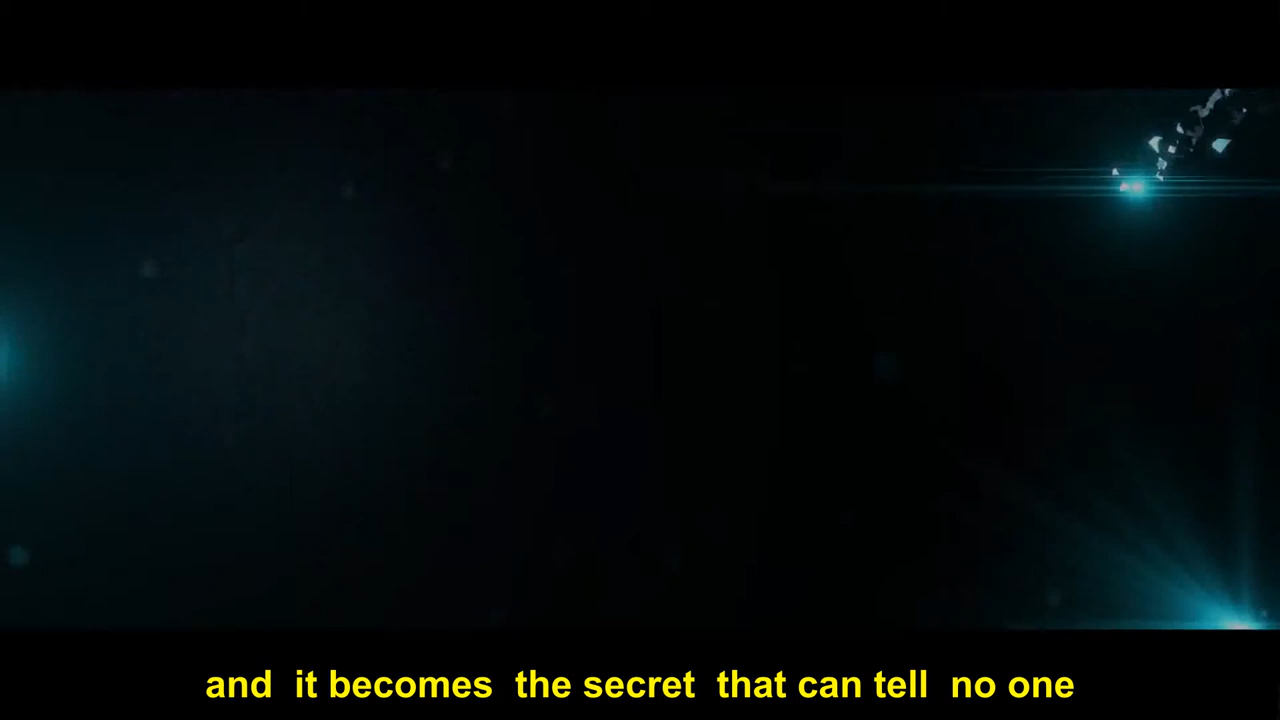 and it becomes the secret that can tell no one